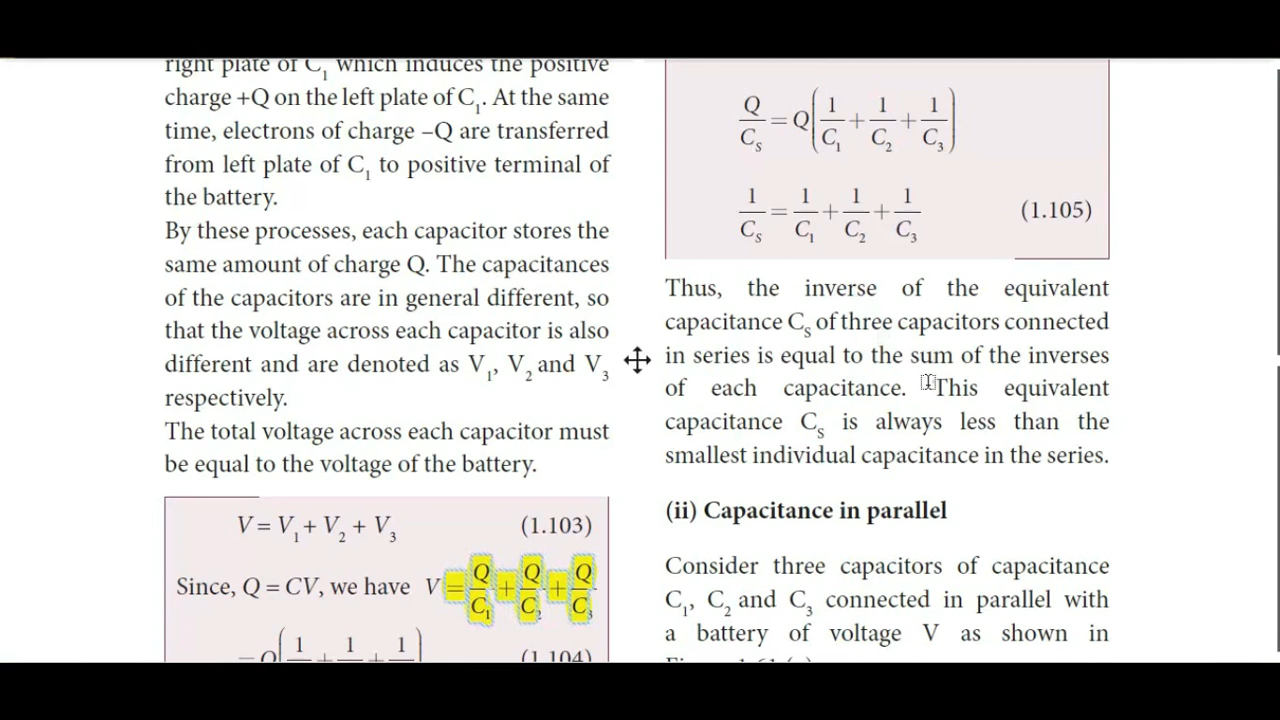 right plate of C₁ which induces the positive
charge +Q on the left plate of C₁. At the same
time, electrons of charge –Q are transferred
from left plate of C₁ to positive terminal of
the battery.
By these processes, each capacitor stores the
same amount of charge Q. The capacitances
of the capacitors are in general different, so
that the voltage across each capacitor is also
different and are denoted as V₁, V₂ and V₃
respectively.
The total voltage across each capacitor must
be equal to the voltage of the battery.
V = V₁ + V₂ + V₃ (1.103)
Since, Q = CV, we have V = Q/C₁ + Q/C₂ + Q/C₃
= Q(1 + 1 + 1) (1.104)
Q/Cₛ = Q(1/C₁ + 1/C₂ + 1/C₃)
1/Cₛ = 1/C₁ + 1/C₂ + 1/C₃ (1.105)
Thus, the inverse of the equivalent
capacitance Cₛ of three capacitors connected
in series is equal to the sum of the inverses
of each capacitance. This equivalent
capacitance Cₛ is always less than the
smallest individual capacitance in the series.
(ii) Capacitance in parallel
Consider three capacitors of capacitance
C₁, C₂ and C₃ connected in parallel with
a battery of voltage V as shown in